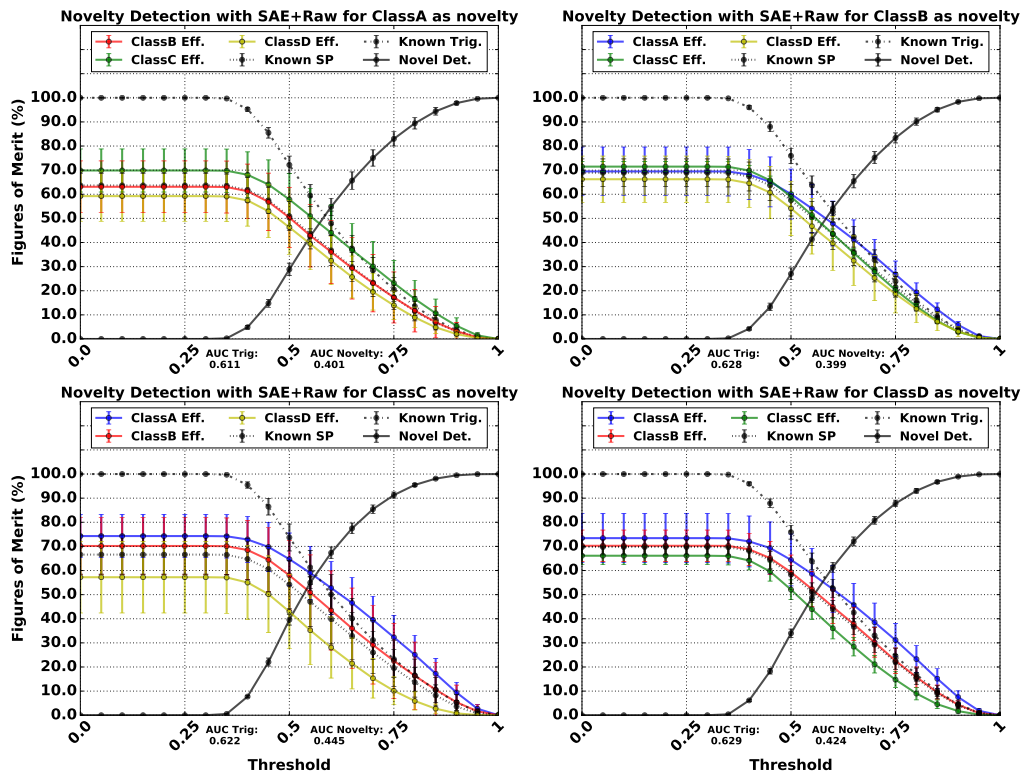 Novelty Detection with SAE+Raw for ClassA as novelty
ClassB Eff. ClassD Eff. Known Trig.
ClassC Eff. Known SP Novel Det.
Figures of Merit (%)
100.0
90.0
80.0
70.0
60.0
50.0
40.0
30.0
20.0
10.0
0.0
0.0 0.25 0.5 0.75 1
AUC Trig: AUC Novelty:
0.611 0.401
Novelty Detection with SAE+Raw for ClassB as novelty
ClassA Eff. ClassD Eff. Known Trig.
ClassC Eff. Known SP Novel Det.
100.0
90.0
80.0
70.0
60.0
50.0
40.0
30.0
20.0
10.0
0.0
0.0 0.25 0.5 0.75 1
AUC Trig: AUC Novelty:
0.628 0.399
Novelty Detection with SAE+Raw for ClassC as novelty
ClassA Eff. ClassD Eff. Known Trig.
ClassB Eff. Known SP Novel Det.
Figures of Merit (%)
100.0
90.0
80.0
70.0
60.0
50.0
40.0
30.0
20.0
10.0
0.0
0.0 0.25 0.5 0.75 1
AUC Trig: AUC Novelty:
0.622 0.445
Threshold
Novelty Detection with SAE+Raw for ClassD as novelty
ClassA Eff. ClassC Eff. Known Trig.
ClassB Eff. Known SP Novel Det.
100.0
90.0
80.0
70.0
60.0
50.0
40.0
30.0
20.0
10.0
0.0
0.0 0.25 0.5 0.75 1
AUC Trig: AUC Novelty:
0.629 0.424
Threshold